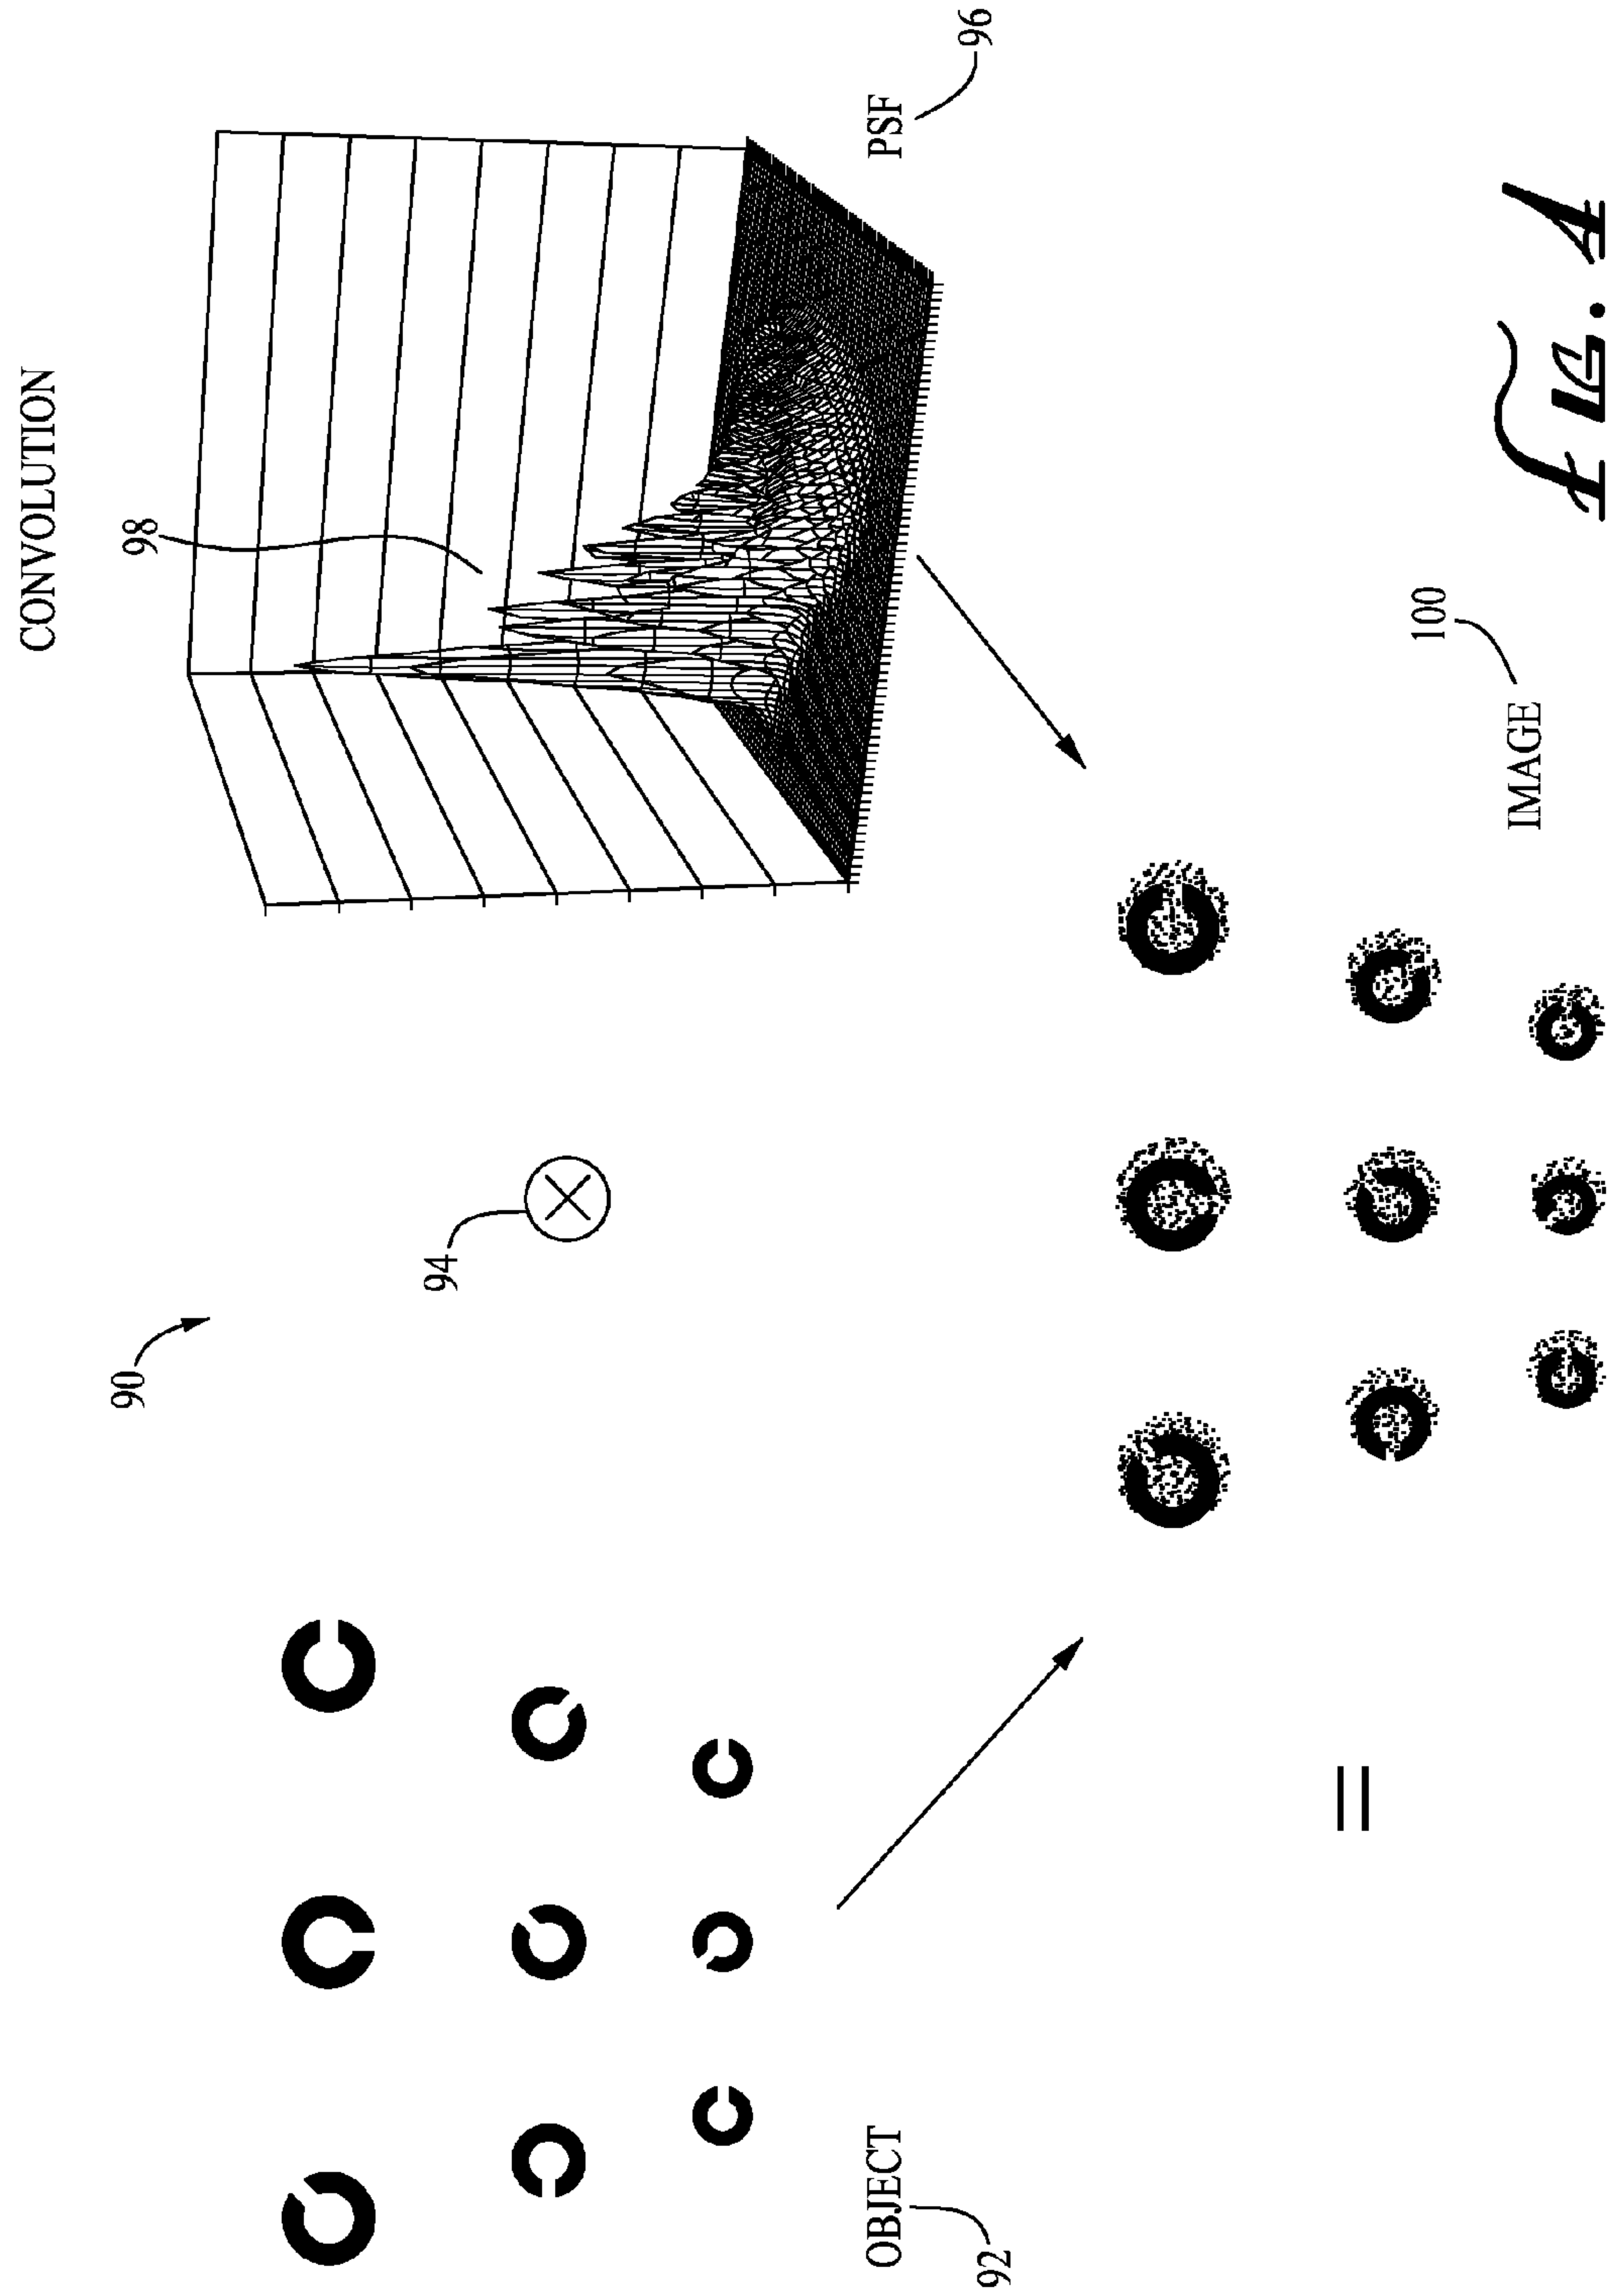 CONVOLUTION
90
98
94
OBJECT
92
PSF
96
=
IMAGE
100
FIG. 4